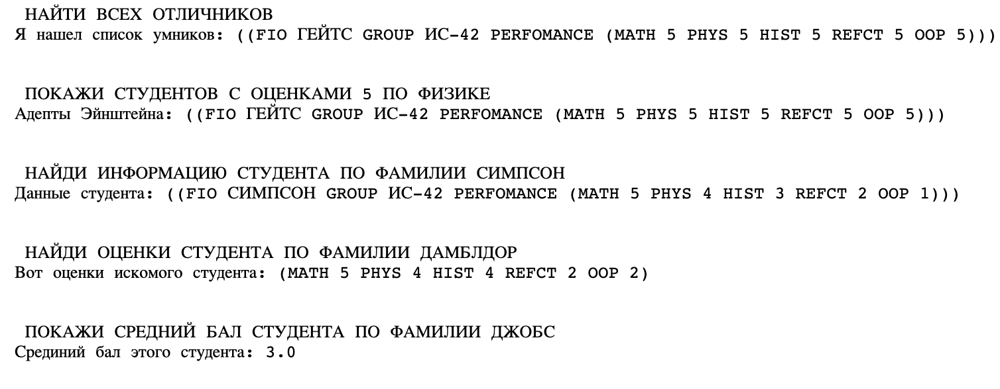 НАЙТИ ВСЕХ ОТЛИЧНИКОВ
Я нашел список умников: ((FIO ГЕЙТС GROUP ИС-42 PERFOMANCE (MATH 5 PHYS 5 HIST 5 REFCT 5 OOP 5)))
ПОКАЖИ СТУДЕНТОВ С ОЦЕНКАМИ 5 ПО ФИЗИКЕ
Адепты Эйнштейна: ((FIO ГЕЙТС GROUP ИС-42 PERFOMANCE (MATH 5 PHYS 5 HIST 5 REFCT 5 OOP 5)))
НАЙДИ ИНФОРМАЦИЮ СТУДЕНТА ПО ФАМИЛИИ СИМПСОН
Данные студента: ((FIO СИМПСОН GROUP ИС-42 PERFOMANCE (MATH 5 PHYS 4 HIST 3 REFCT 2 OOP 1)))
НАЙДИ ОЦЕНКИ СТУДЕНТА ПО ФАМИЛИИ ДАМБЛДОР
Вот оценки искомого студента: (MATH 5 PHYS 4 HIST 4 REFCT 2 OOP 2)
ПОКАЖИ СРЕДНИЙ БАЛ СТУДЕНТА ПО ФАМИЛИИ ДЖОБС
Срединий бал этого студента: 3.0